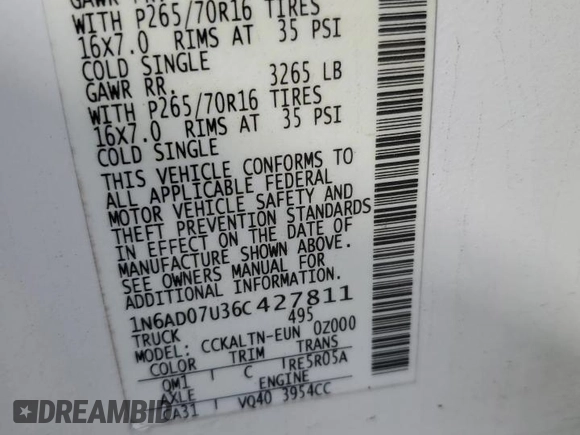 WITH P265/70R16 TIRES
16X7.0 RIMS AT 35 PSI
COLD SINGLE
GAWR RR. 3265 LB
WITH P265/70R16 TIRES
16X7.0 RIMS AT 35 PSI
COLD SINGLE
THIS VEHICLE CONFORMS TO
ALL APPLICABLE FEDERAL
MOTOR VEHICLE SAFETY AND
THEFT PREVENTION STANDARDS
IN EFFECT ON THE DATE OF
MANUFACTURE SHOWN ABOVE.
SEE OWNERS MANUAL FOR
ADDITIONAL INFORMATION.
1N6AD07U36C427811
TRUCK 495
MODEL: CCKALTN-EUN 0Z000
COLOR TRIM TRANS
QM1 C RE5R05A
AXLE ENGINE
A31 VQ40 3954CC
DREAMBID.COM